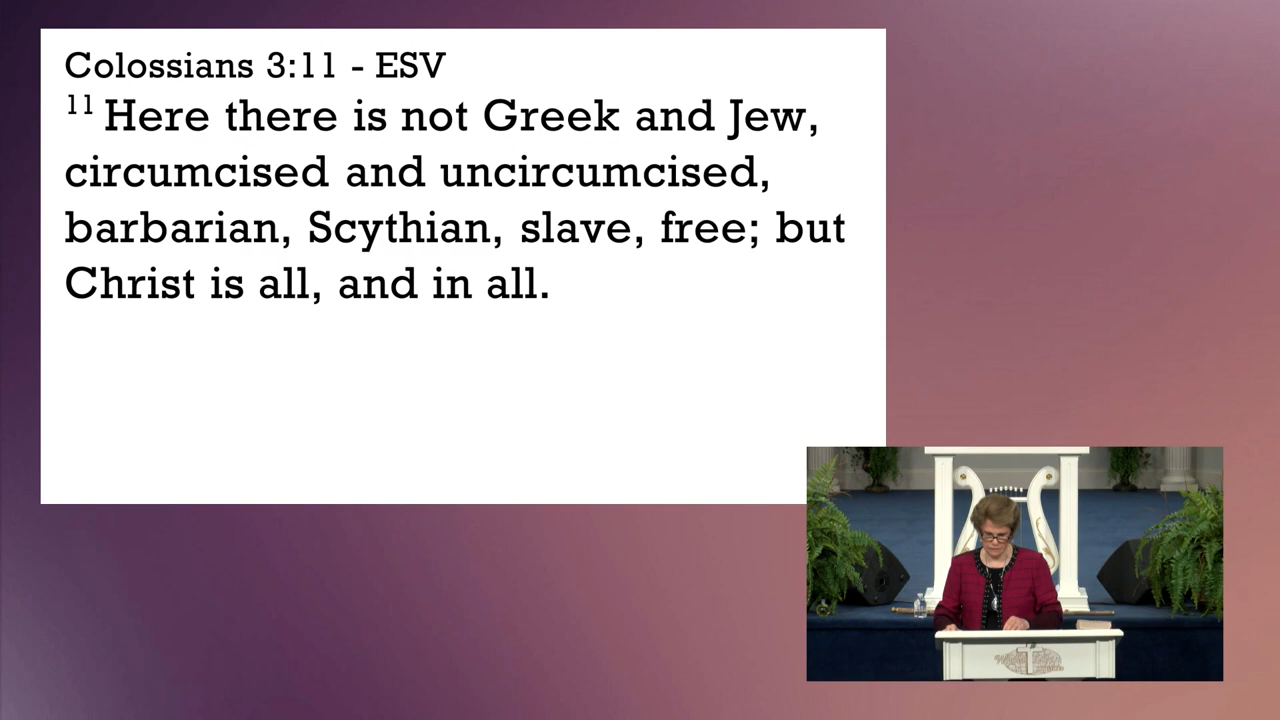 Colossians 3:11 - ESV
11 Here there is not Greek and Jew,
circumcised and uncircumcised,
barbarian, Scythian, slave, free; but
Christ is all, and in all.